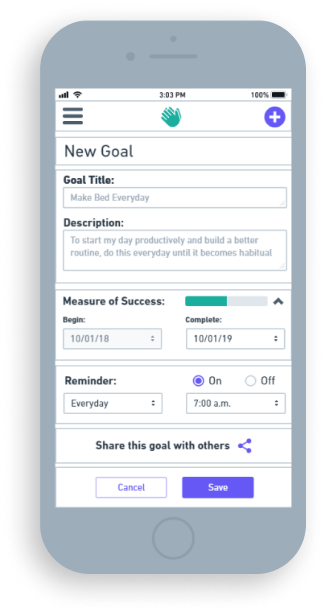 3:03 PM 100%
New Goal
Goal Title:
Make Bed Everyday
Description:
To start my day productively and build a better
routine, do this everyday until it becomes habitual
Measure of Success:
Begin: Complete:
10/01/18 10/01/19
Reminder: On Off
Everyday 7:00 a.m.
Share this goal with others
Cancel Save